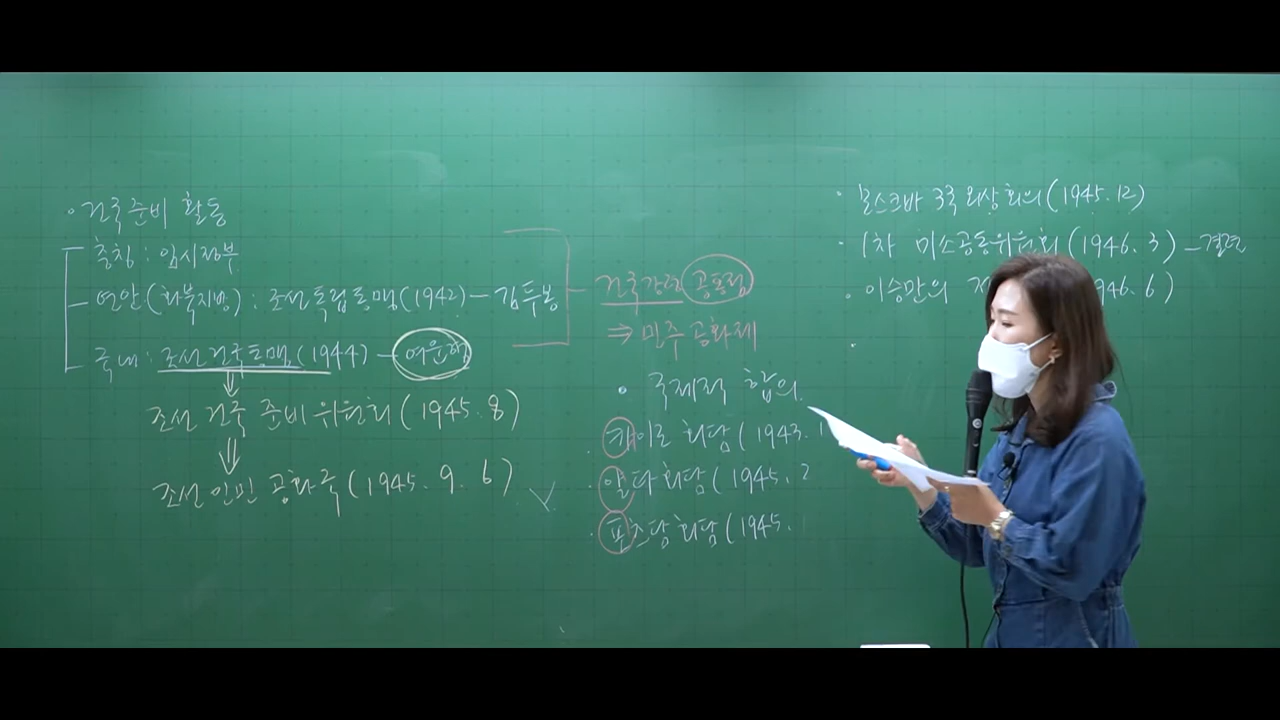 • 건국준비 활동
충칭 : 임시정부
연안(화북지방) : 조선독립동맹(1942) - 김두봉
국내 : 조선건국동맹(1944) - 여운형
⇓
조선 건국 준비 위원회(1945. 8)
⇓
조선 인민 공화국(1945. 9. 6) ✓
건국강령 공통점
⇒ 민주 공화제
• 국제적 합의
• 카이로 회담(1943. 1
• 얄타회담(1945. 2
• 포츠담 회담(1945.
• 모스크바 3국 외상 회의(1945. 12)
• 1차 미소공동위원회(1946. 3) - 결렬
• 이승만의 946. 6)